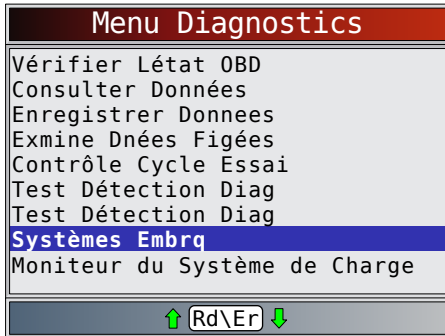 Menu Diagnostics
Vérifier Létat OBD
Consulter Données
Enregistrer Donnees
Exmine Dnées Figées
Contrôle Cycle Essai
Test Détection Diag
Test Détection Diag
Systèmes Embrq
Moniteur du Système de Charge
Rd\Er